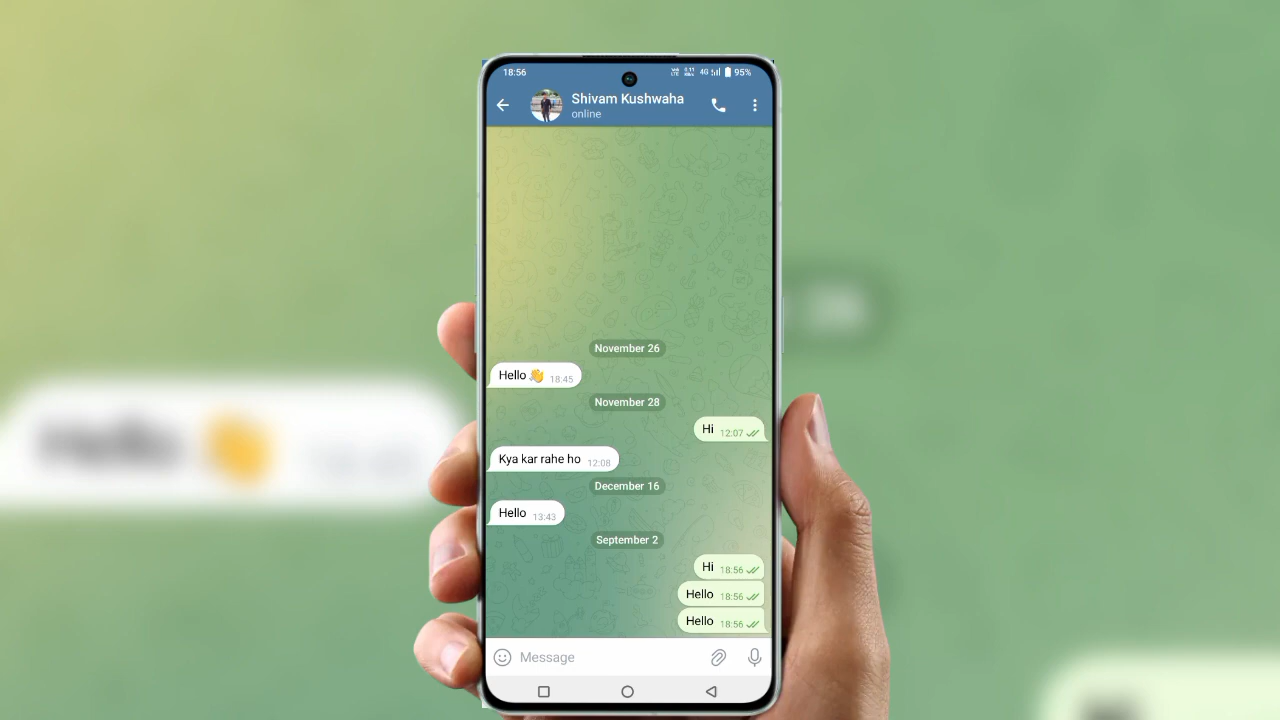 18:56
4G 95%
Shivam Kushwaha
online
November 26
Hello 👋 18:45
November 28
Hi 12:07
Kya kar rahe ho 12:08
December 16
Hello 13:43
September 2
Hi 18:56
Hello 18:56
Hello 18:56
Message
Hello